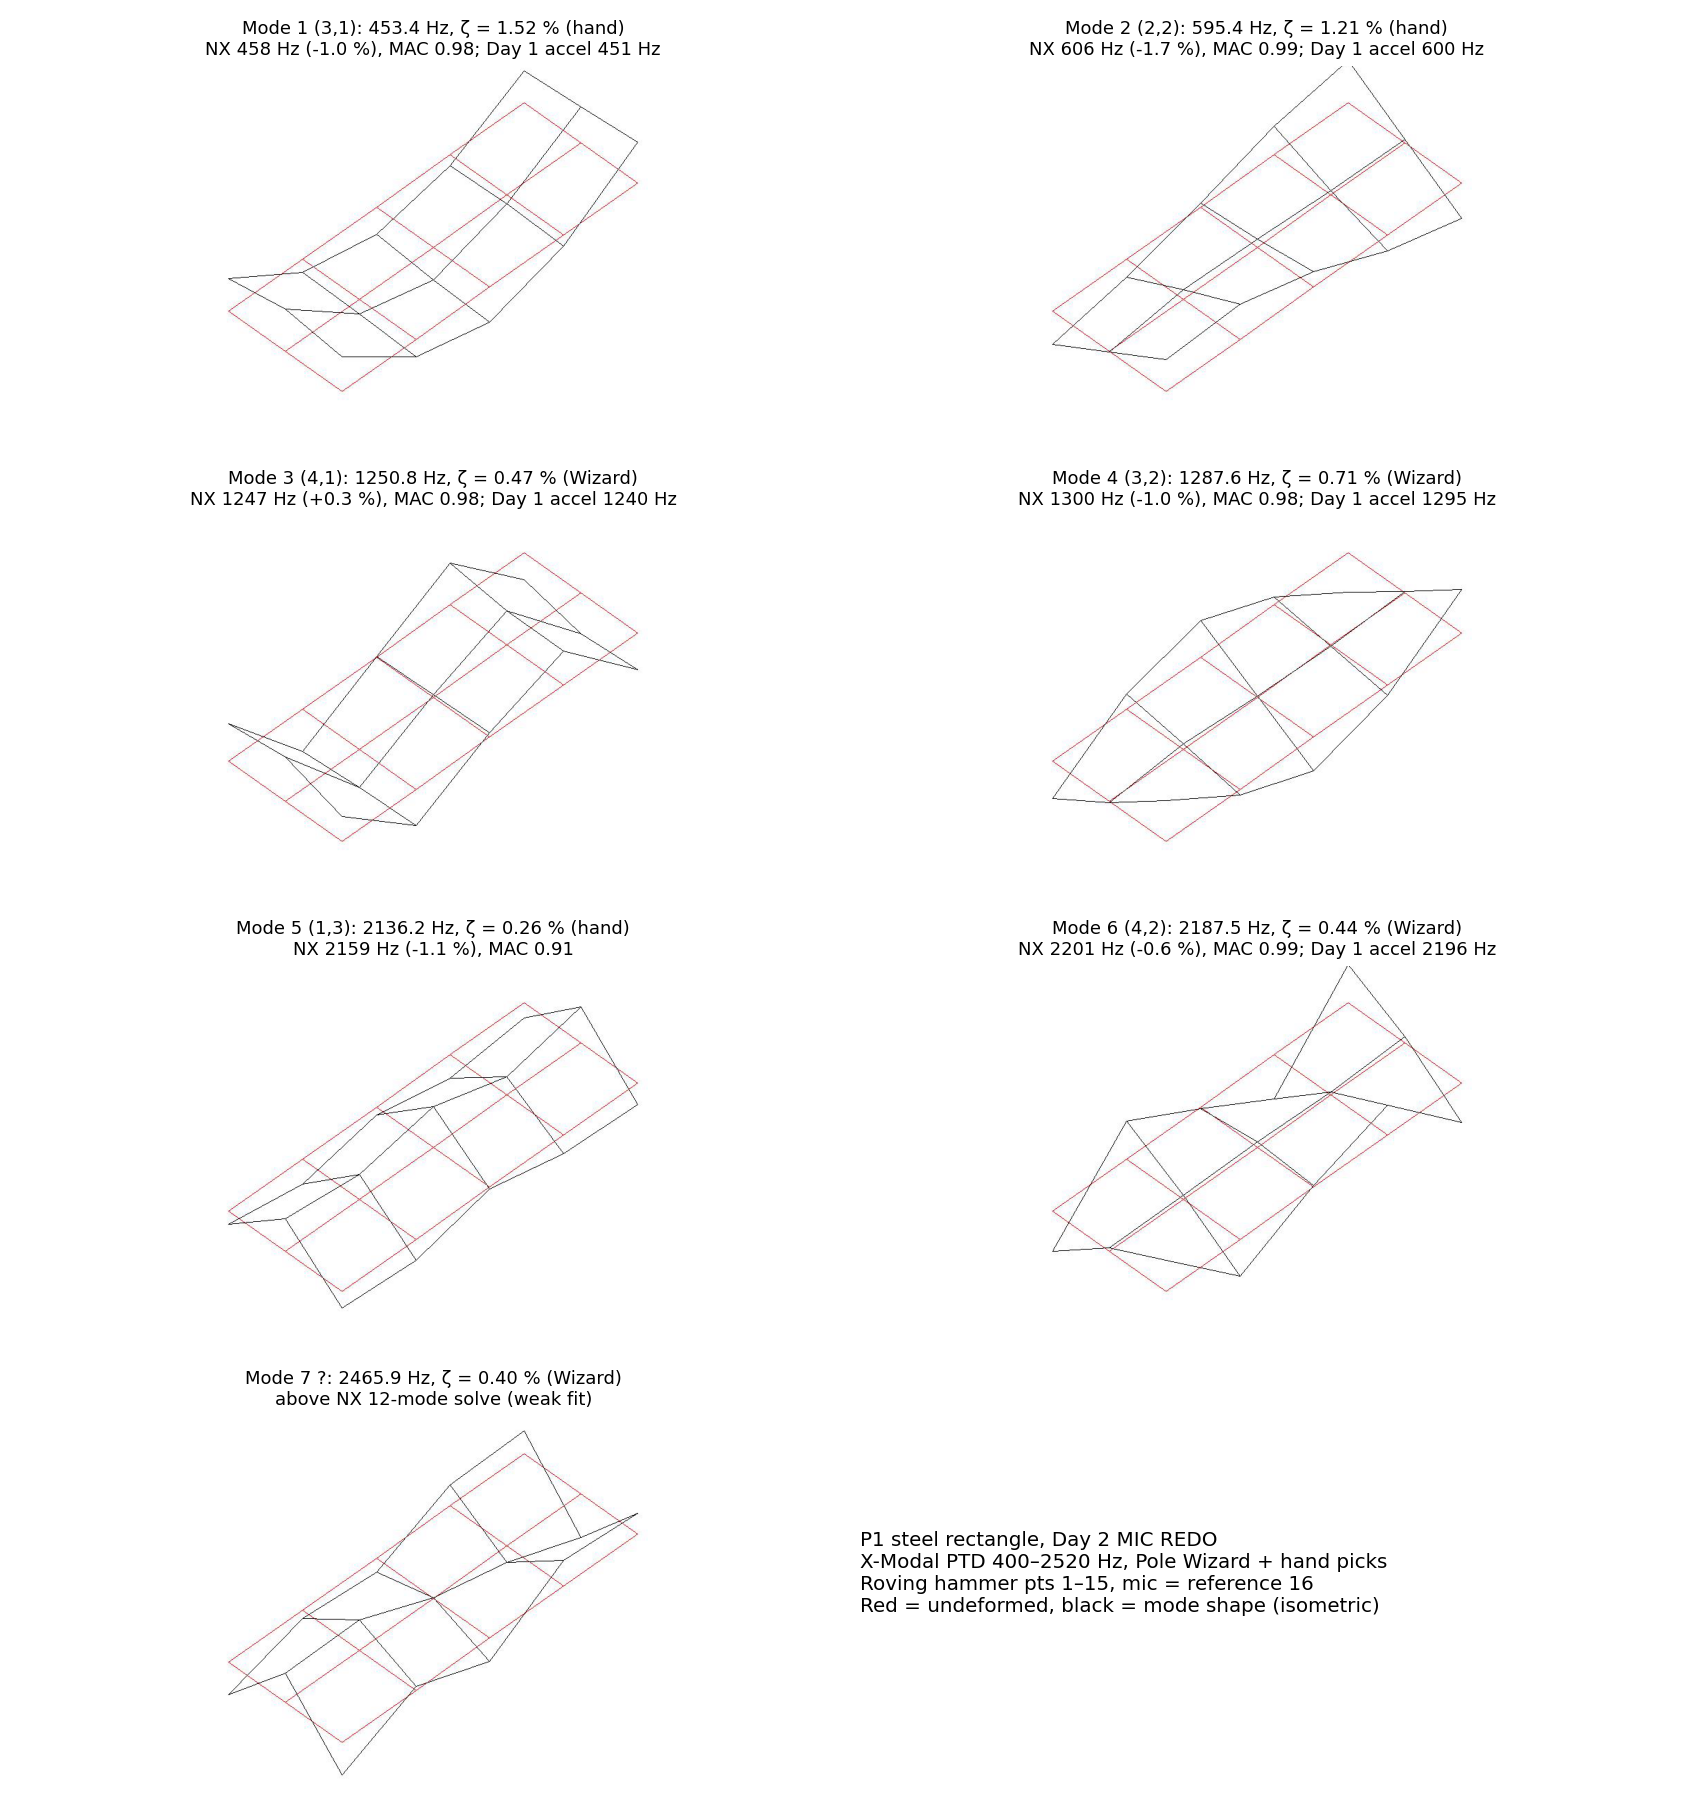 Mode 1 (3,1): 453.4 Hz, ζ = 1.52 % (hand)
NX 458 Hz (-1.0 %), MAC 0.98; Day 1 accel 451 Hz
Mode 2 (2,2): 595.4 Hz, ζ = 1.21 % (hand)
NX 606 Hz (-1.7 %), MAC 0.99; Day 1 accel 600 Hz
Mode 3 (4,1): 1250.8 Hz, ζ = 0.47 % (Wizard)
NX 1247 Hz (+0.3 %), MAC 0.98; Day 1 accel 1240 Hz
Mode 4 (3,2): 1287.6 Hz, ζ = 0.71 % (Wizard)
NX 1300 Hz (-1.0 %), MAC 0.98; Day 1 accel 1295 Hz
Mode 5 (1,3): 2136.2 Hz, ζ = 0.26 % (hand)
NX 2159 Hz (-1.1 %), MAC 0.91
Mode 6 (4,2): 2187.5 Hz, ζ = 0.44 % (Wizard)
NX 2201 Hz (-0.6 %), MAC 0.99; Day 1 accel 2196 Hz
Mode 7 ?: 2465.9 Hz, ζ = 0.40 % (Wizard)
above NX 12-mode solve (weak fit)
P1 steel rectangle, Day 2 MIC REDO
X-Modal PTD 400–2520 Hz, Pole Wizard + hand picks
Roving hammer pts 1–15, mic = reference 16
Red = undeformed, black = mode shape (isometric)